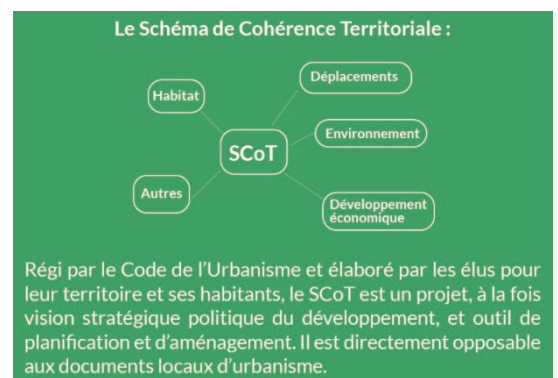 Le Schéma de Cohérence Territoriale :
Déplacements
Habitat
Environnement
SCoT
Autres
Développement
économique
Régi par le Code de l'Urbanisme et élaboré par les élus pour
leur territoire et ses habitants, le SCoT est un projet, à la fois
vision stratégique politique du développement, et outil de
planification et d'aménagement. Il est directement opposable
aux documents locaux d'urbanisme.